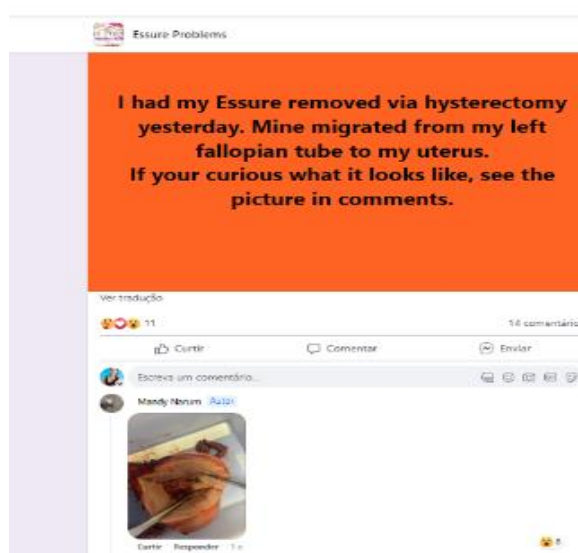 Essure Problems
I had my Essure removed via hysterectomy
yesterday. Mine migrated from my left
fallopian tube to my uterus.
If your curious what it looks like, see the
picture in comments.
Ver tradução
11
14 comentário
Curtir
Comentar
Enviar
Escreva um comentário...
Mandy Narum Autor
Curtir Responder
8